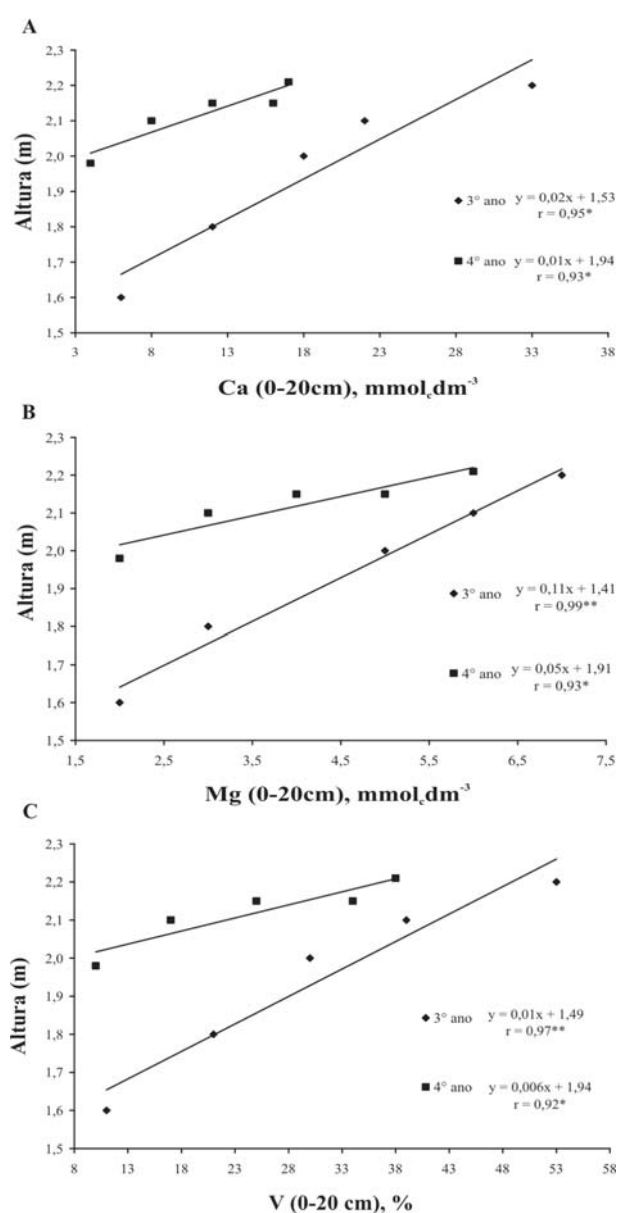 A
Altura (m)
2,3
2,2
2,1
2,0
1,9
1,8
1,7
1,6
1,5
3° ano y = 0,02x + 1,53
r = 0,95*
4° ano y = 0,01x + 1,94
r = 0,93*
3 8 13 18 23 28 33 38
Ca (0-20cm), mmol꜀dm⁻³
B
Altura (m)
2,3
2,2
2,1
2,0
1,9
1,8
1,7
1,6
1,5
3° ano y = 0,11x + 1,41
r = 0,99**
4° ano y = 0,05x + 1,91
r = 0,93*
1,5 2,5 3,5 4,5 5,5 6,5 7,5
Mg (0-20cm), mmol꜀dm⁻³
C
Altura (m)
2,3
2,2
2,1
2,0
1,9
1,8
1,7
1,6
1,5
3° ano y = 0,01x + 1,49
r = 0,97**
4° ano y = 0,006x + 1,94
r = 0,92*
8 13 18 23 28 33 38 43 48 53 58
V (0-20 cm), %